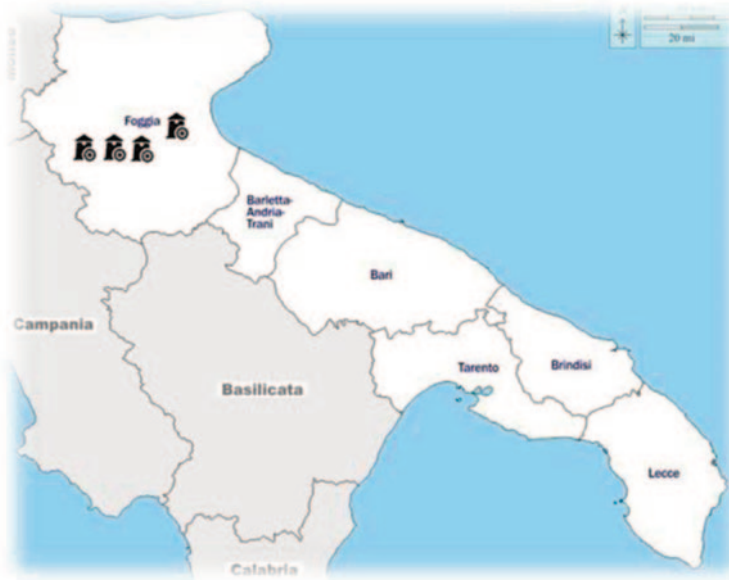 20 mi
Foggia
Barletta-
Andria-
Trani
Bari
Campania
Tarento
Brindisi
Basilicata
Lecce
Calabria